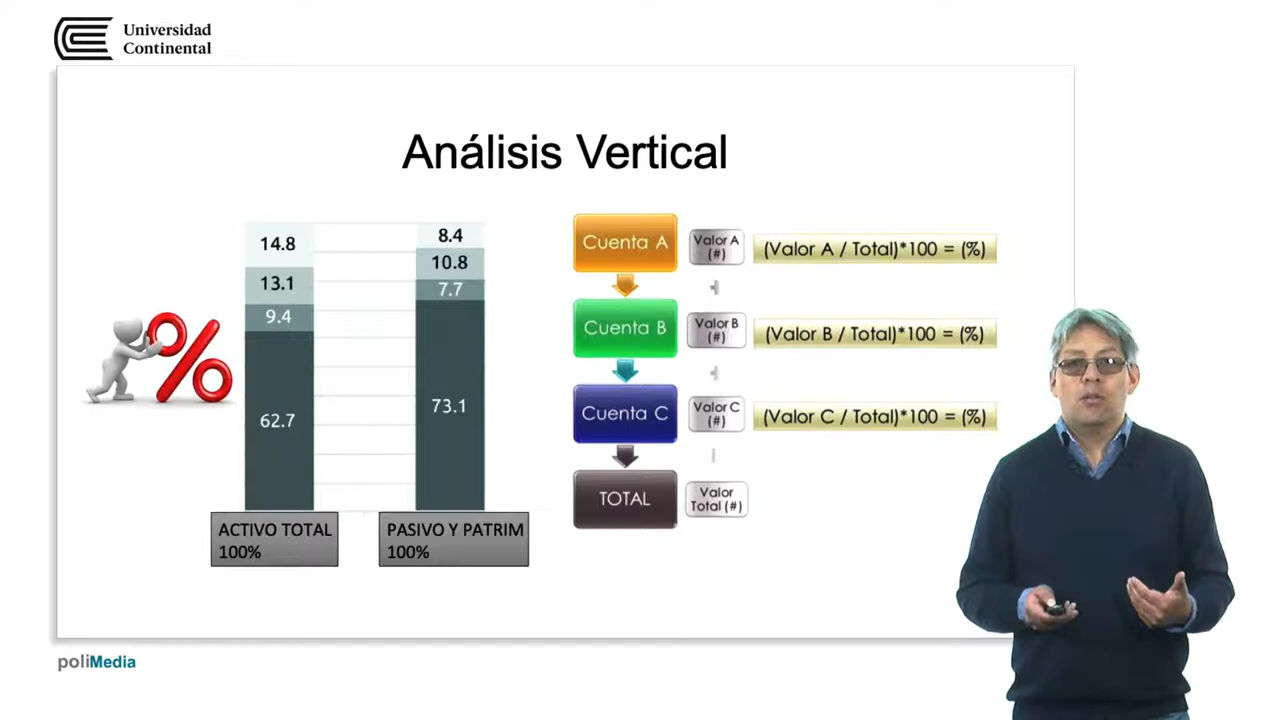 Universidad
Continental
Análisis Vertical
14.8
13.1
9.4
62.7
8.4
10.8
7.7
73.1
ACTIVO TOTAL
100%
PASIVO Y PATRIM
100%
%
Cuenta A
Valor A
(#)
(Valor A / Total)*100 = (%)
+
Cuenta B
Valor B
(#)
(Valor B / Total)*100 = (%)
+
Cuenta C
Valor C
(#)
(Valor C / Total)*100 = (%)
TOTAL
Valor
Total (#)
poliMedia